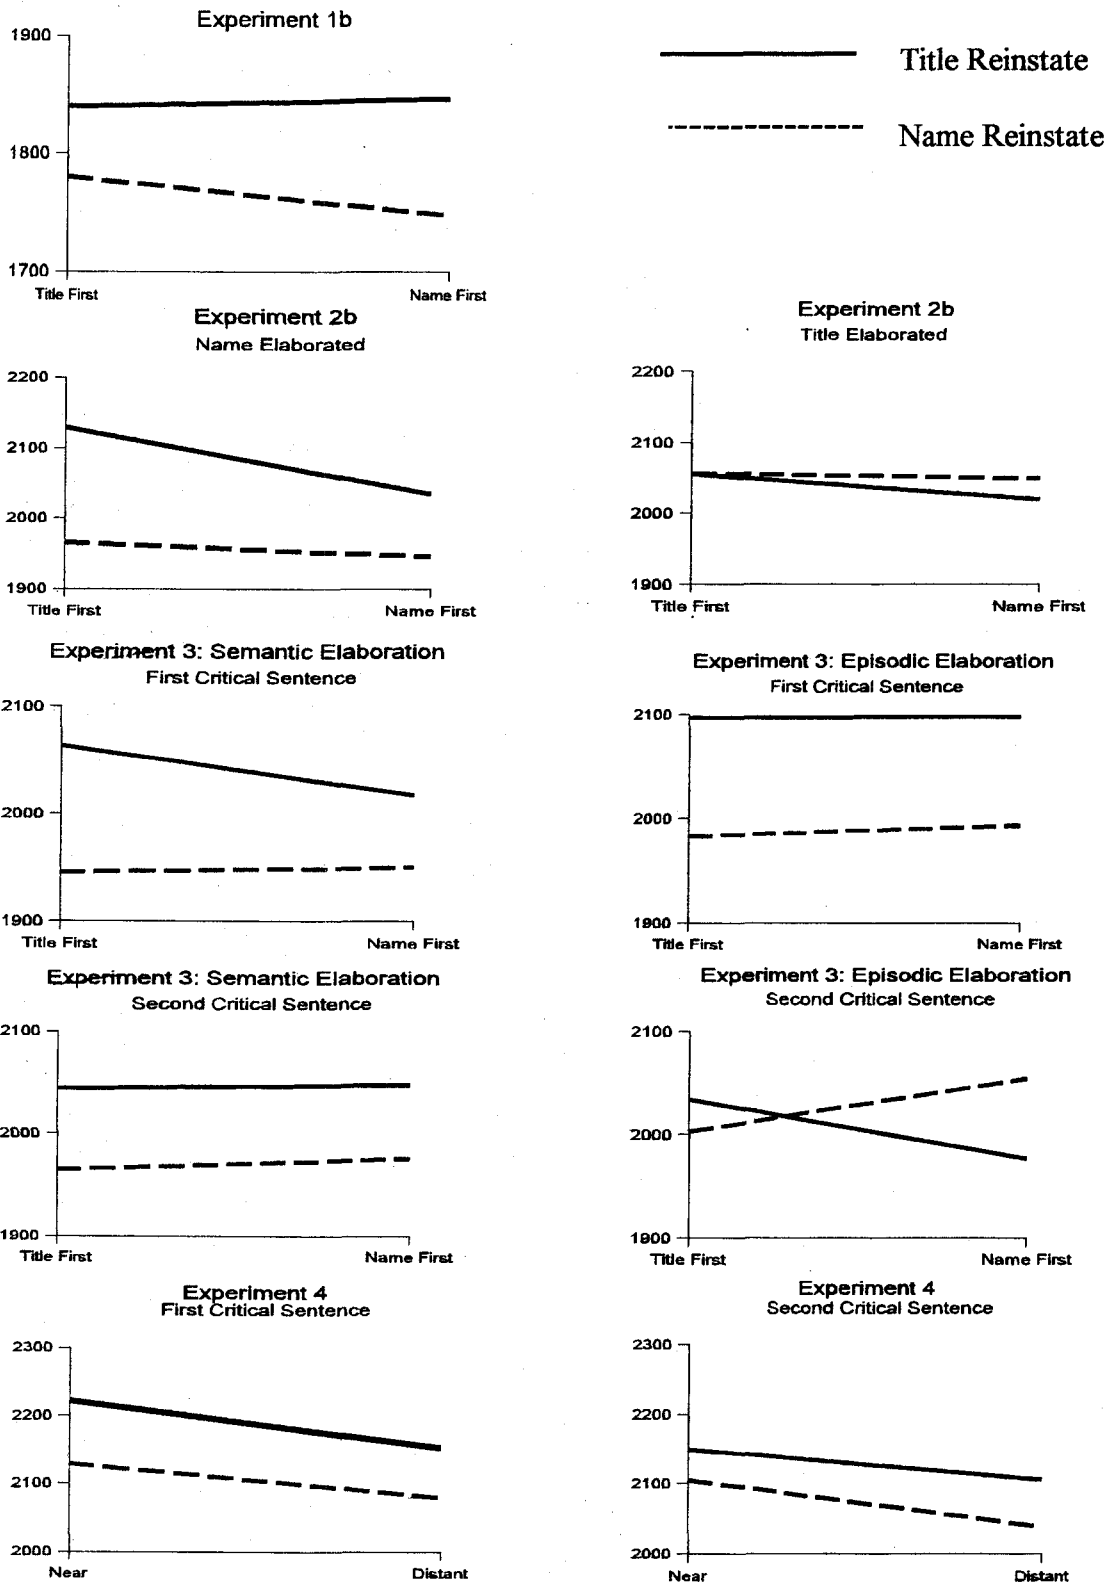 Experiment 1b
1900
1800
1700
Title First
Name First
Title Reinstate
Name Reinstate
Experiment 2b
Name Elaborated
2200
2100
2000
1900
Title First
Name First
Experiment 2b
Title Elaborated
2200
2100
2000
1900
Title First
Name First
Experiment 3: Semantic Elaboration
First Critical Sentence
2100
2000
1900
Title First
Name First
Experiment 3: Episodic Elaboration
First Critical Sentence
2100
2000
1900
Title First
Name First
Experiment 3: Semantic Elaboration
Second Critical Sentence
2100
2000
1900
Title First
Name First
Experiment 3: Episodic Elaboration
Second Critical Sentence
2100
2000
1900
Title First
Name First
Experiment 4
First Critical Sentence
2300
2200
2100
2000
Near
Distant
Experiment 4
Second Critical Sentence
2300
2200
2100
2000
Near
Distant